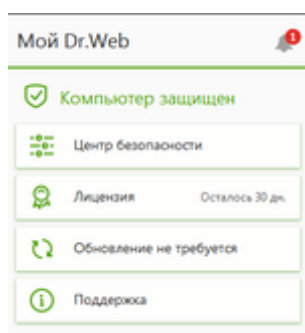 Мой Dr.Web
1
Компьютер защищен
Центр безопасности
Лицензия Осталось 30 дн.
Обновление не требуется
Поддержка